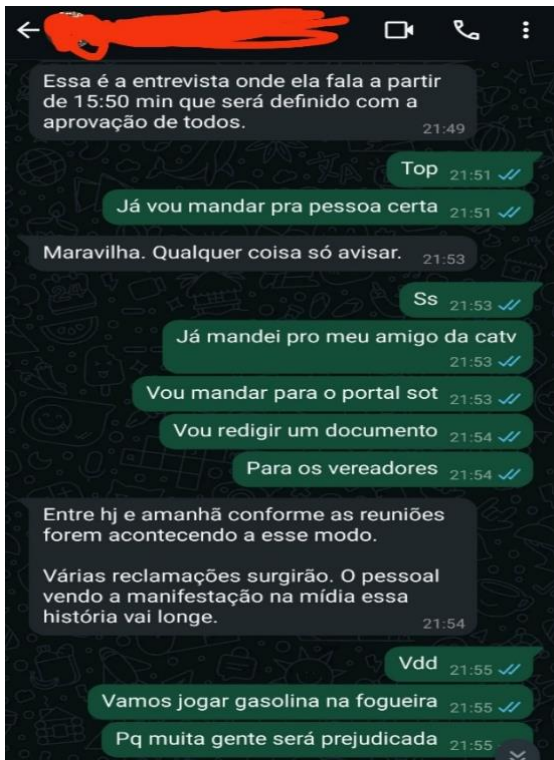 Essa é a entrevista onde ela fala a partir
de 15:50 min que será definido com a
aprovação de todos.
21:49
Top 21:51
Já vou mandar pra pessoa certa 21:51
Maravilha. Qualquer coisa só avisar. 21:53
Ss 21:53
Já mandei pro meu amigo da catv
21:53
Vou mandar para o portal sot 21:53
Vou redigir um documento 21:54
Para os vereadores 21:54
Entre hj e amanhã conforme as reuniões
forem acontecendo a esse modo.
Várias reclamações surgirão. O pessoal
vendo a manifestação na mídia essa
história vai longe.
21:54
Vdd 21:55
Vamos jogar gasolina na fogueira 21:55
Pq muita gente será prejudicada 21:55